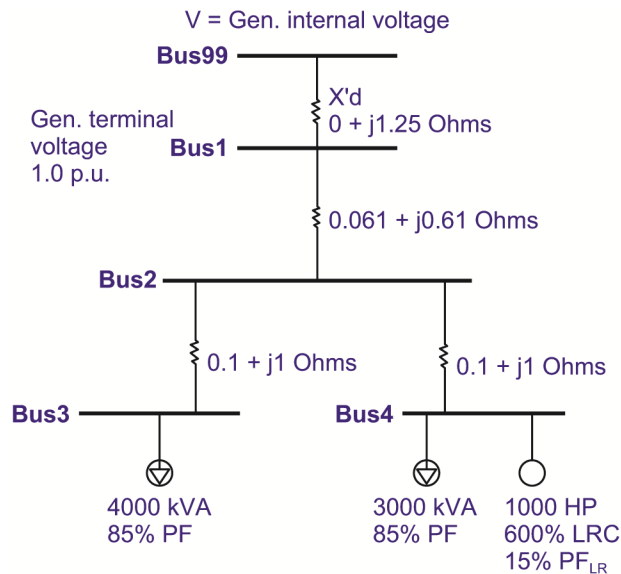 V = Gen. internal voltage
Bus99
X'd
0 + j1.25 Ohms
Gen. terminal
voltage
1.0 p.u.
Bus1
0.061 + j0.61 Ohms
Bus2
0.1 + j1 Ohms
0.1 + j1 Ohms
Bus3
Bus4
4000 kVA
85% PF
3000 kVA
85% PF
1000 HP
600% LRC
15% PFLR